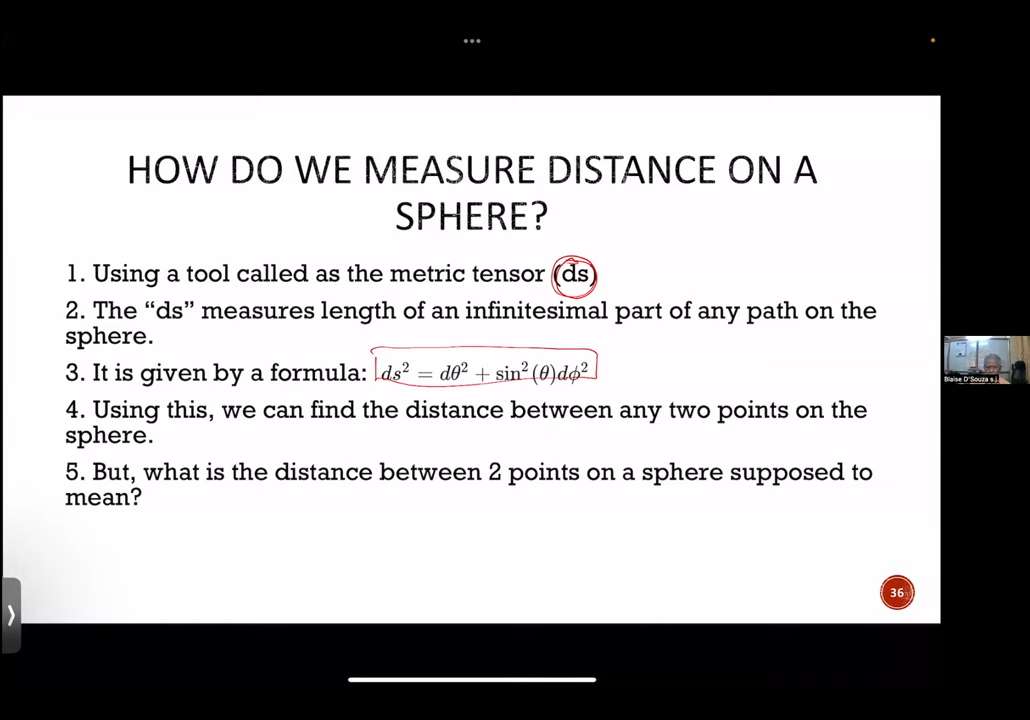 HOW DO WE MEASURE DISTANCE ON A
SPHERE?
1. Using a tool called as the metric tensor (ds)
2. The “ds” measures length of an infinitesimal part of any path on the
sphere.
3. It is given by a formula: ds² = dθ² + sin²(θ)dϕ²
4. Using this, we can find the distance between any two points on the
sphere.
5. But, what is the distance between 2 points on a sphere supposed to
mean?
36
Blaise D'Souza s.j.